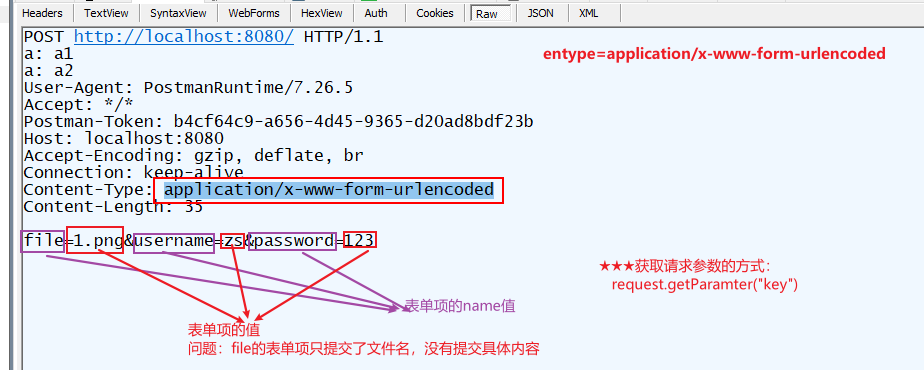 Headers TextView SyntaxView WebForms HexView Auth Cookies Raw JSON XML
POST http://localhost:8080/ HTTP/1.1
entype=application/x-www-form-urlencoded
a: a1
a: a2
User-Agent: PostmanRuntime/7.26.5
Accept: */*
Postman-Token: b4cf64c9-a656-4d45-9365-d20ad8bdf23b
Host: localhost:8080
Accept-Encoding: gzip, deflate, br
Connection: keep-alive
Content-Type: application/x-www-form-urlencoded
Content-Length: 35
file=1.png&username=zs&password=123
★★★获取请求参数的方式：
request.getParamter("key")
表单项的name值
表单项的值
问题：file的表单项只提交了文件名，没有提交具体内容